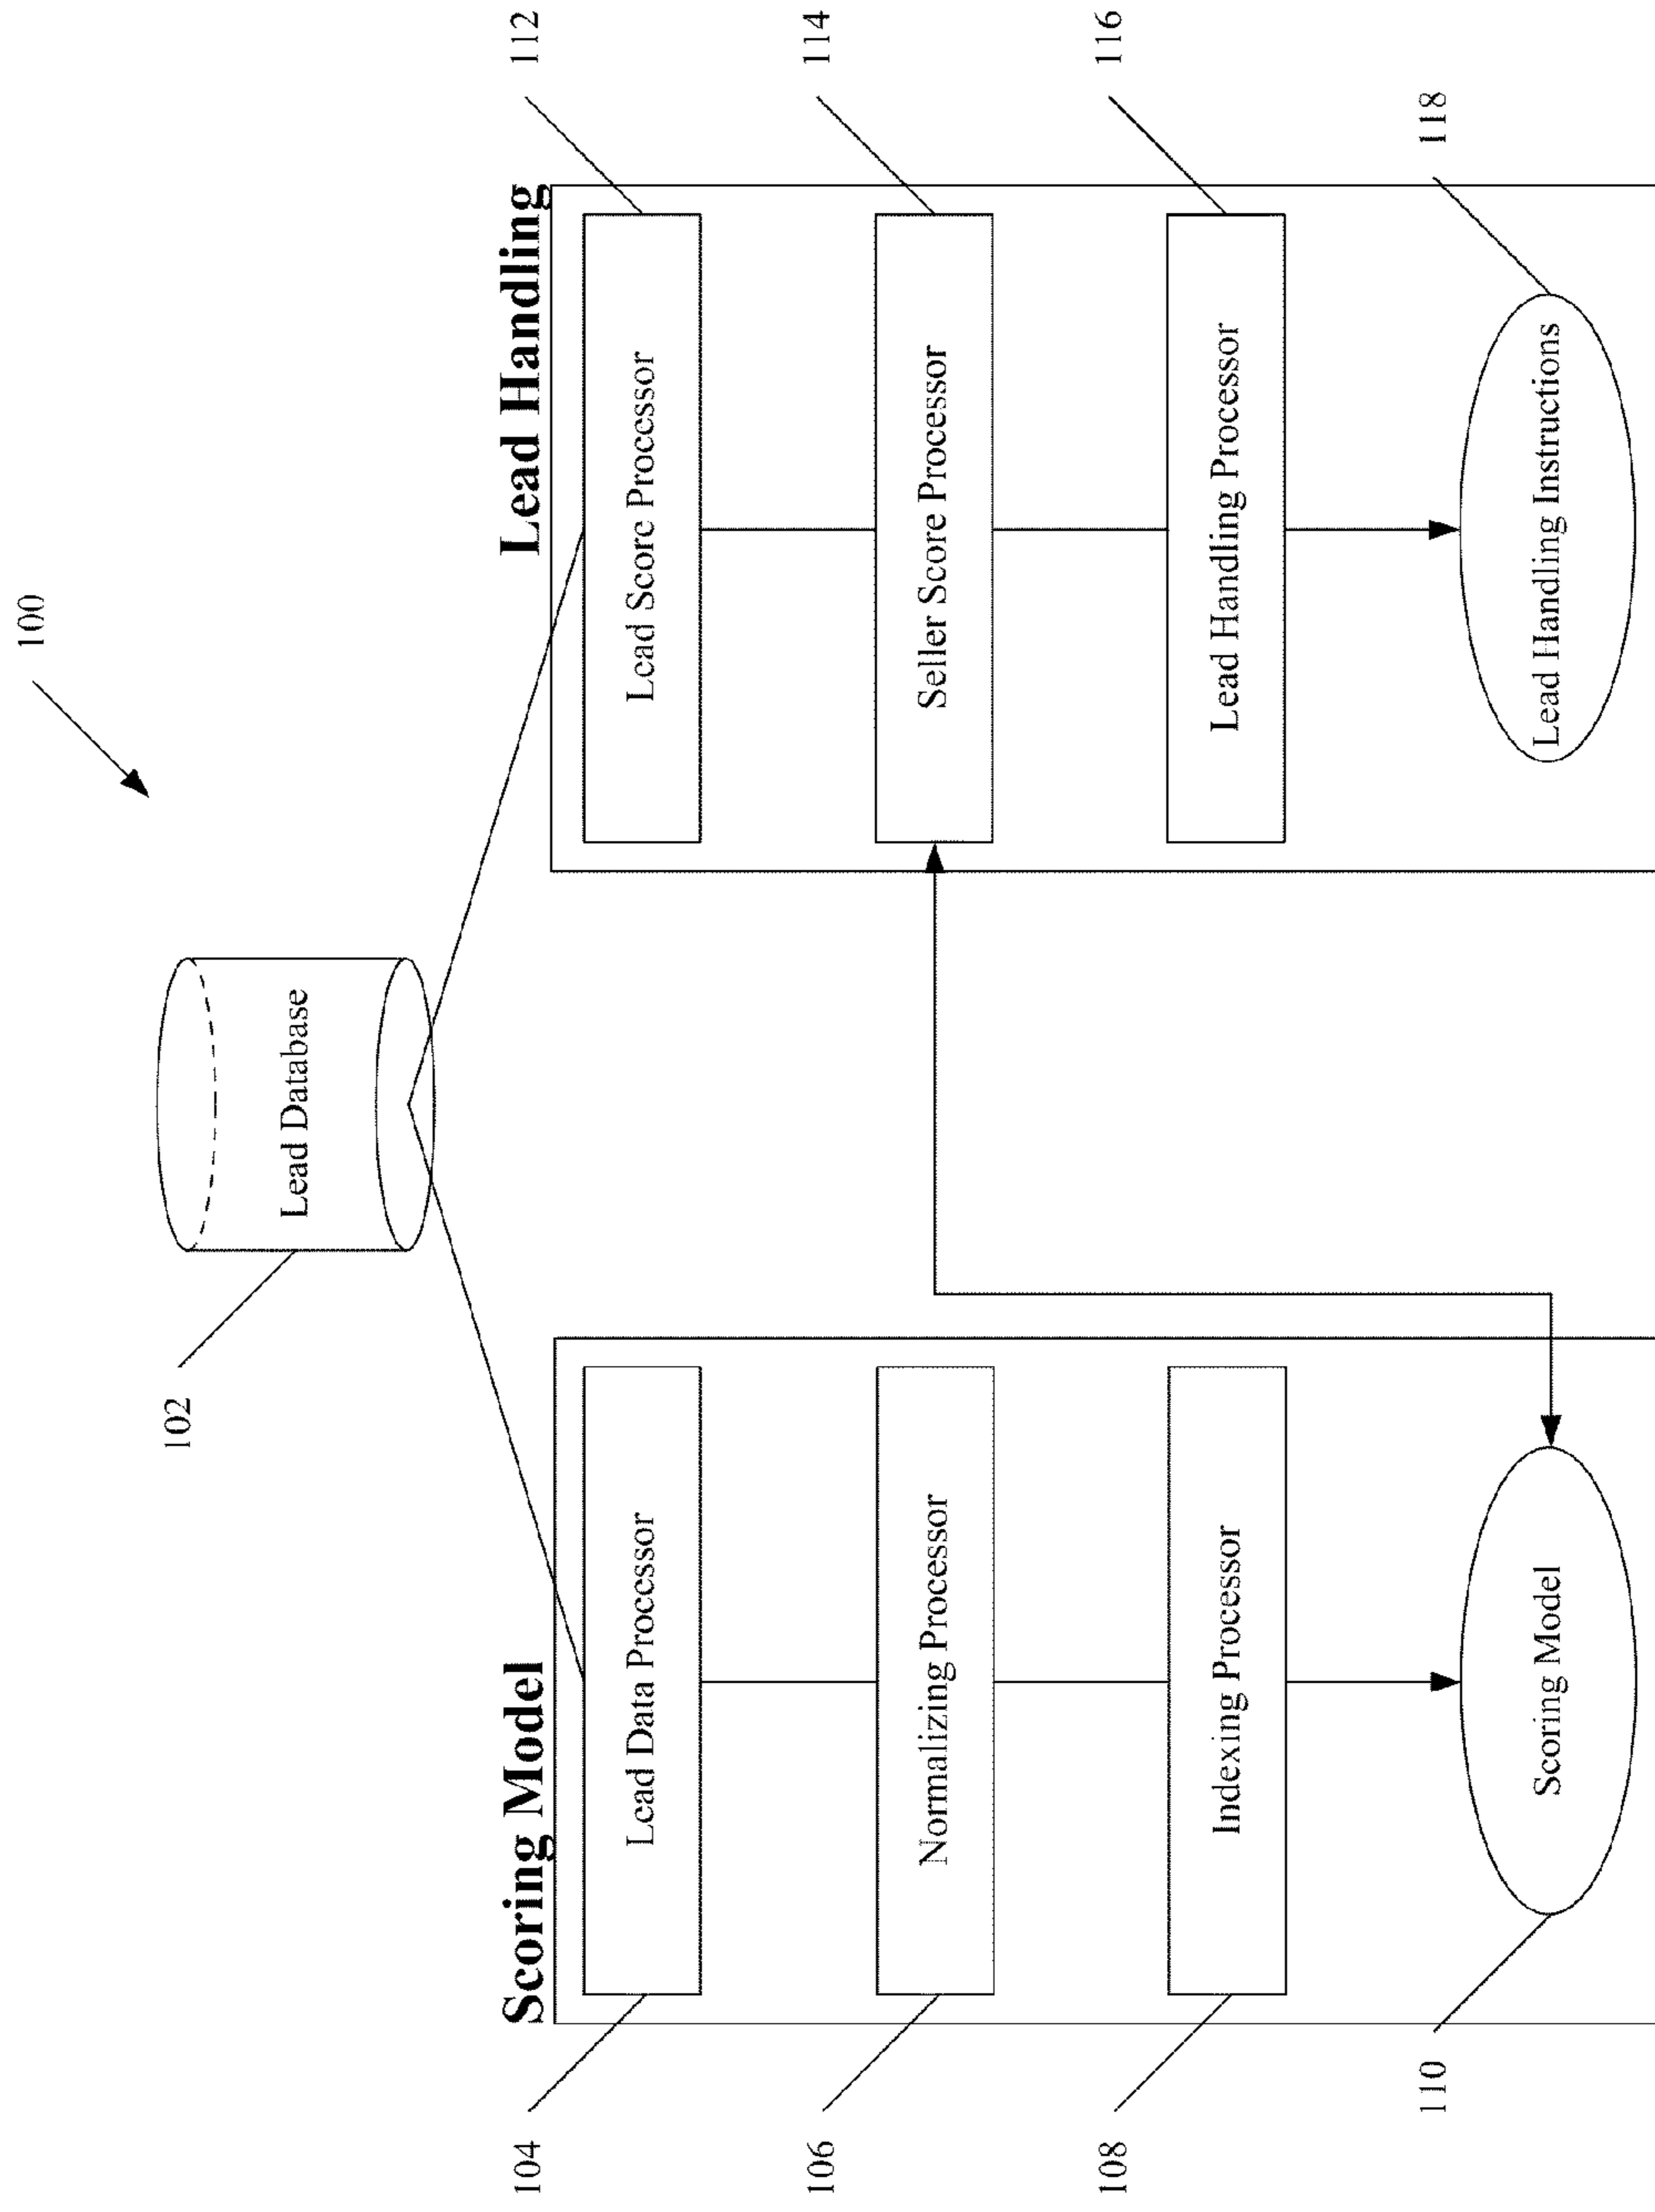 100
Lead Database
102
Scoring Model
Lead Handling
104
Lead Data Processor
Lead Score Processor
112
106
Normalizing Processor
Seller Score Processor
114
108
Indexing Processor
Lead Handling Processor
116
110
Scoring Model
Lead Handling Instructions
118